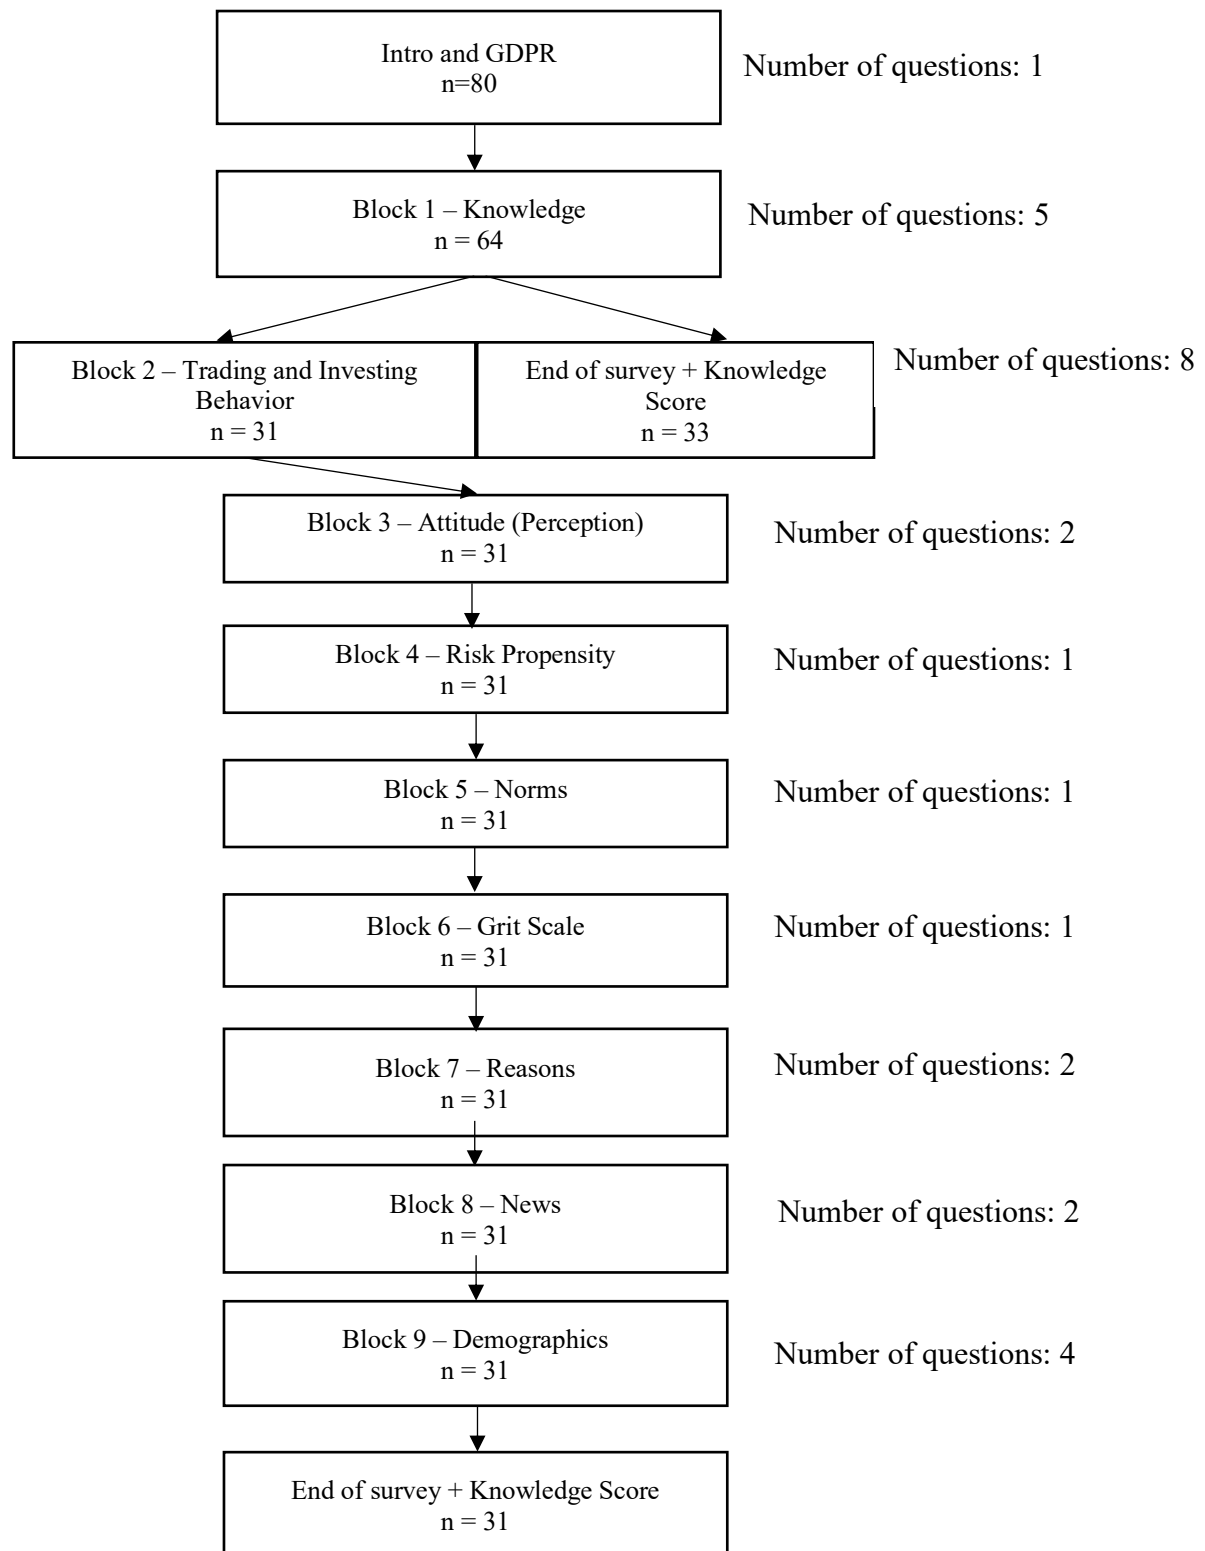 Intro and GDPR
n=80
Number of questions: 1
Block 1 – Knowledge
n = 64
Number of questions: 5
Block 2 – Trading and Investing
Behavior
n = 31
End of survey + Knowledge
Score
n = 33
Number of questions: 8
Block 3 – Attitude (Perception)
n = 31
Number of questions: 2
Block 4 – Risk Propensity
n = 31
Number of questions: 1
Block 5 – Norms
n = 31
Number of questions: 1
Block 6 – Grit Scale
n = 31
Number of questions: 1
Block 7 – Reasons
n = 31
Number of questions: 2
Block 8 – News
n = 31
Number of questions: 2
Block 9 – Demographics
n = 31
Number of questions: 4
End of survey + Knowledge Score
n = 31